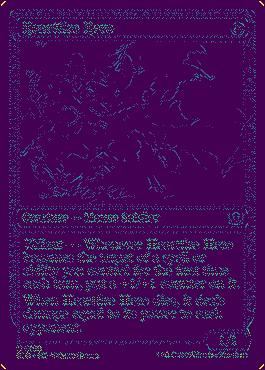 Heartfire Hero
Creature — Mouse Soldier
Valiant — Whenever Heartfire Hero
becomes the target of a spell or
ability you control for the first time
each turn, put a +1/+1 counter on it.
When Heartfire Hero dies, it deals
damage equal to its power to each
opponent.